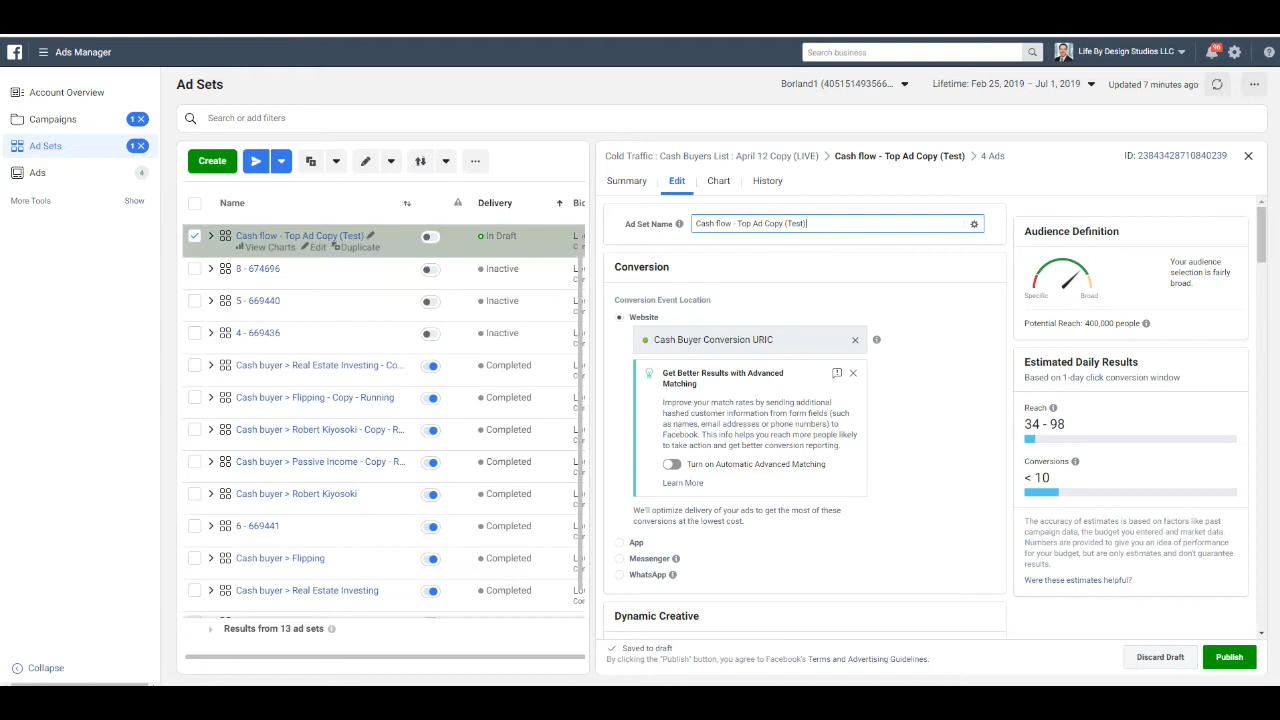 Ads Manager
Search business
Life By Design Studios LLC
96
Account Overview
Campaigns
1 X
Ad Sets
1 X
Ads
4
More Tools
Show
Collapse
Ad Sets
Borland1 (405151493566...
Lifetime: Feb 25, 2019 – Jul 1, 2019
Updated 7 minutes ago
Search or add filters
Create
Name
Delivery
Cash flow - Top Ad Copy (Test)
View Charts
Edit
Duplicate
In Draft
8 - 674696
Inactive
5 - 669440
Inactive
4 - 669436
Inactive
Cash buyer > Real Estate Investing - Co...
Completed
Cash buyer > Flipping - Copy - Running
Completed
Cash buyer > Robert Kiyosoki - Copy - R...
Completed
Cash buyer > Passive Income - Copy - R...
Completed
Cash buyer > Robert Kiyosoki
Completed
6 - 669441
Completed
Cash buyer > Flipping
Completed
Cash buyer > Real Estate Investing
Completed
Results from 13 ad sets
Cold Traffic : Cash Buyers List : April 12 Copy (LIVE)
Cash flow - Top Ad Copy (Test)
4 Ads
ID: 23843428710840239
Summary
Edit
Chart
History
Ad Set Name
Cash flow - Top Ad Copy (Test)
Conversion
Conversion Event Location
Website
Cash Buyer Conversion URIC
Get Better Results with Advanced
Matching
Improve your match rates by sending additional
hashed customer information from form fields (such
as names, email addresses or phone numbers) to
Facebook. This info helps you reach more people likely
to take action and get better conversion reporting.
Turn on Automatic Advanced Matching
Learn More
We'll optimize delivery of your ads to get the most of these
conversions at the lowest cost.
App
Messenger
WhatsApp
Dynamic Creative
Audience Definition
Your audience
selection is fairly
broad.
Specific
Broad
Potential Reach: 400,000 people
Estimated Daily Results
Based on 1-day click conversion window
Reach
34 - 98
Conversions
< 10
The accuracy of estimates is based on factors like past
campaign data, the budget you entered and market data.
Numbers are provided to give you an idea of performance
for your budget, but are only estimates and don't guarantee
results.
Were these estimates helpful?
Saved to draft
By clicking the "Publish" button, you agree to Facebook's Terms and Advertising Guidelines.
Discard Draft
Publish